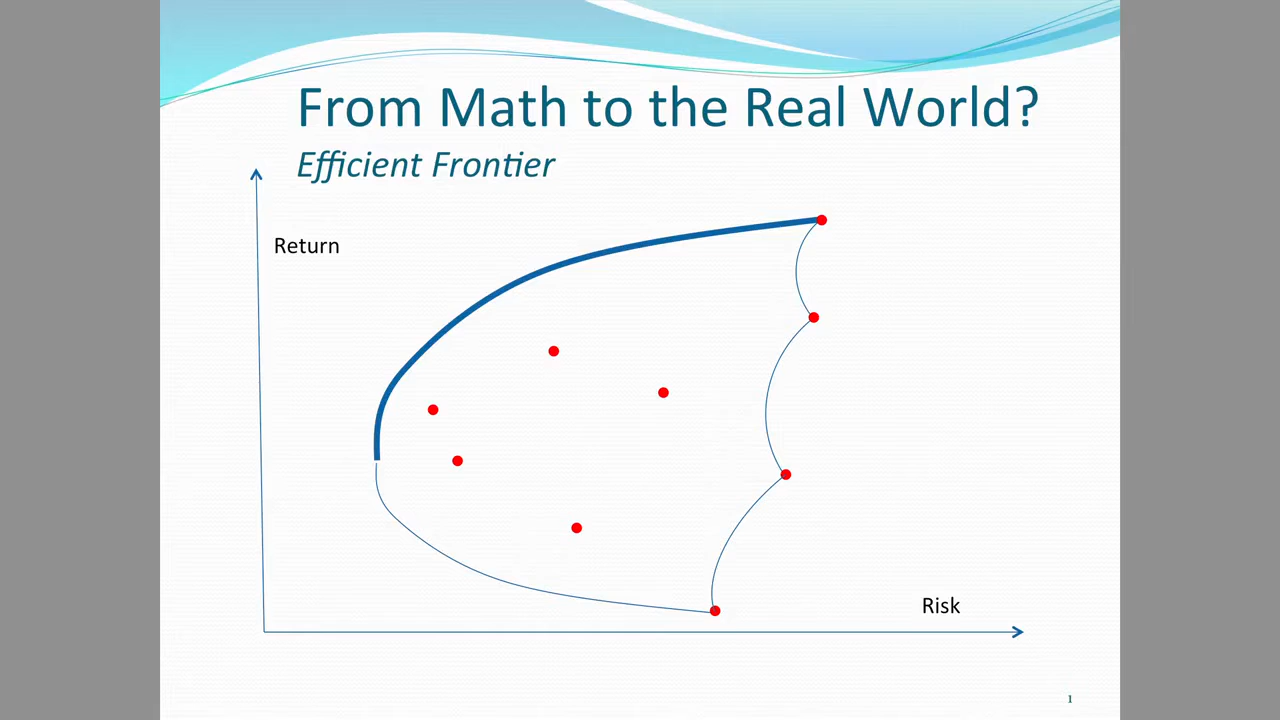 From Math to the Real World?
Efficient Frontier
Return
Risk
1